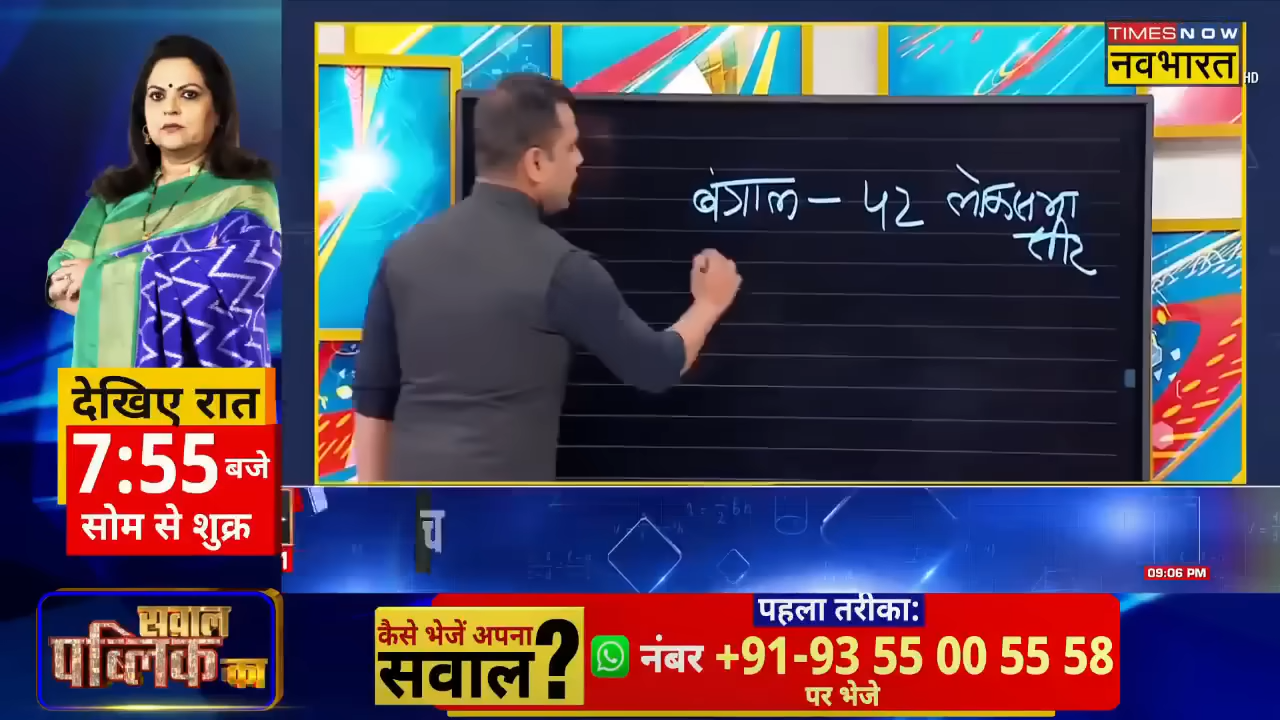 TIMES NOW
नवभारत
HD
बंगाल - 42 लोकसभा
सीट
देखिए रात
7:55 बजे
सोम से शुक्र
च
09:06 PM
सवाल
पब्लिक का
कैसे भेजें अपना
सवाल?
पहला तरीका:
नंबर +91-93 55 00 55 58
पर भेजे